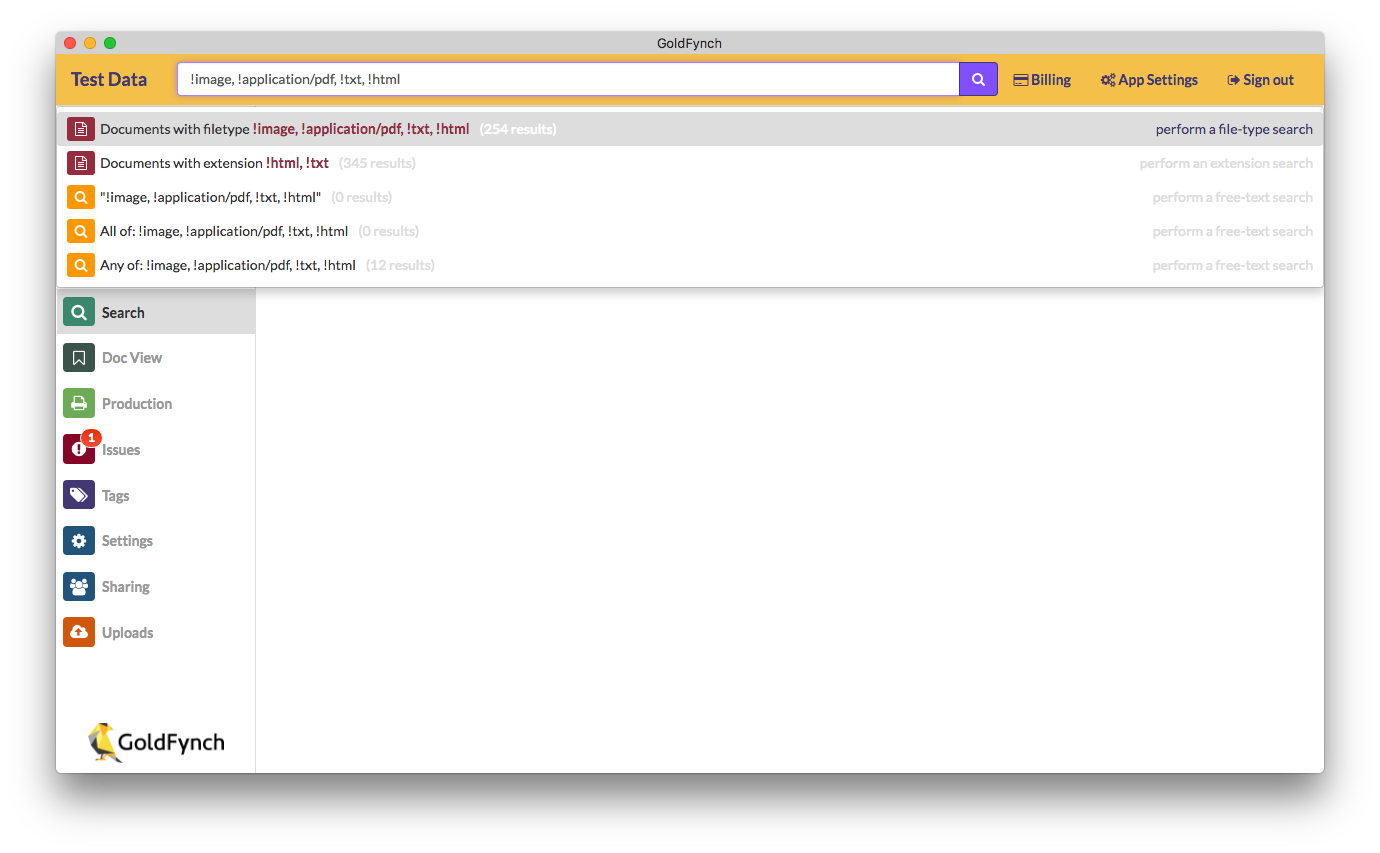 GoldFynch
Test Data
!image, !application/pdf, !txt, !html
Billing
App Settings
Sign out
Documents with filetype !image, !application/pdf, !txt, !html (254 results) perform a file-type search
Documents with extension !html, !txt (345 results) perform an extension search
"!image, !application/pdf, !txt, !html" (0 results) perform a free-text search
All of: !image, !application/pdf, !txt, !html (0 results) perform a free-text search
Any of: !image, !application/pdf, !txt, !html (12 results) perform a free-text search
Search
Doc View
Production
1
Issues
Tags
Settings
Sharing
Uploads
GoldFynch